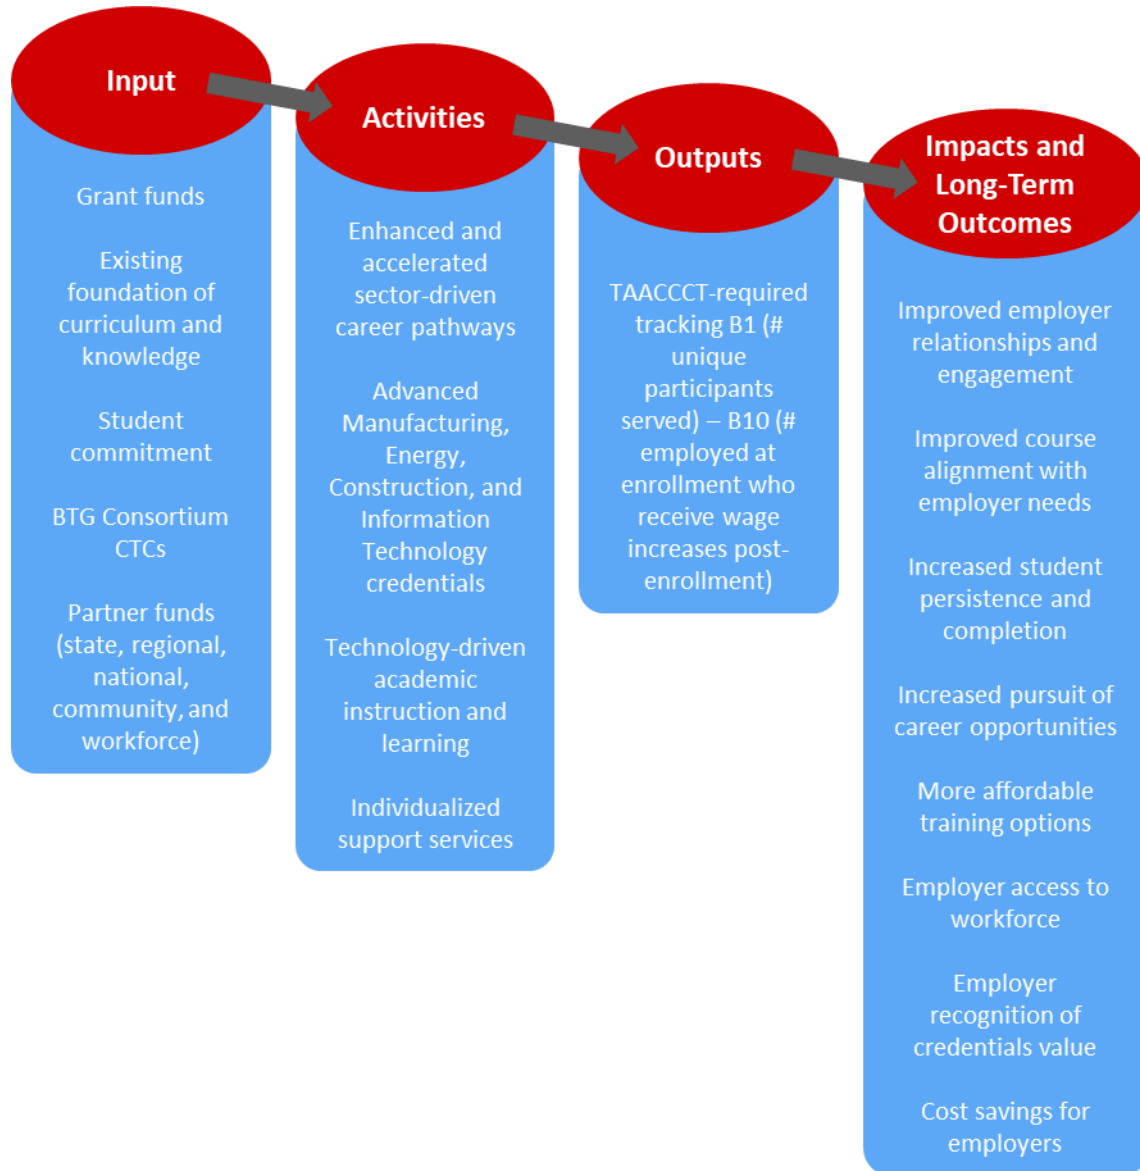 Input
Grant funds
Existing
foundation of
curriculum and
knowledge
Student
commitment
BTG Consortium
CTCs
Partner funds
(state, regional,
national,
community, and
workforce)
Activities
Enhanced and
accelerated
sector-driven
career pathways
Advanced
Manufacturing,
Energy,
Construction, and
Information
Technology
credentials
Technology-driven
academic
instruction and
learning
Individualized
support services
Outputs
TAACCCT-required
tracking B1 (#
unique
participants
served) – B10 (#
employed at
enrollment who
receive wage
increases post-
enrollment)
Impacts and
Long-Term
Outcomes
Improved employer
relationships and
engagement
Improved course
alignment with
employer needs
Increased student
persistence and
completion
Increased pursuit of
career opportunities
More affordable
training options
Employer access to
workforce
Employer
recognition of
credentials value
Cost savings for
employers